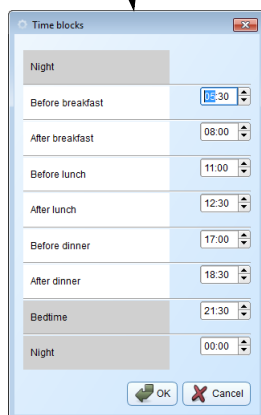 Time blocks
Night
Before breakfast 05:30
After breakfast 08:00
Before lunch 11:00
After lunch 12:30
Before dinner 17:00
After dinner 18:30
Bedtime 21:30
Night 00:00
OK Cancel